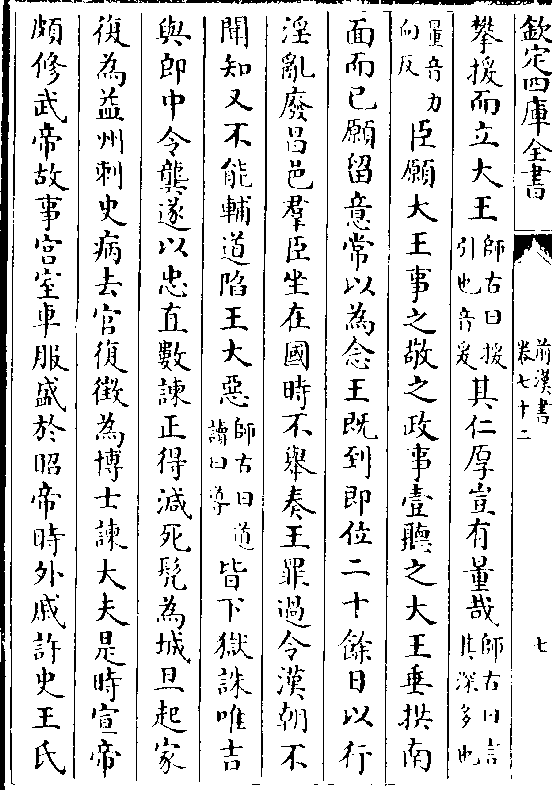 欽定四庫全書
前漢書卷七十二
七
攀援而立大王師古曰援引也音爰其仁厚豈有量哉師古曰言其深多也
量音力向反臣願大王事之敬之政事壹聽之大王垂拱南
面而已願留意常以為念王既到即位二十餘日以行
淫亂廢昌邑羣臣坐在國時不舉奏王罪過令漢朝不
聞知又不能輔道陷王大惡師古曰道讀曰導皆下獄誅唯吉
與郎中令龔遂以忠直數諫正得減死髠為城旦起家
復為益州刺史病去官復徵為博士諫大夫是時宣帝
頗修武帝故事宮室車服盛於昭帝時外戚許史王氏